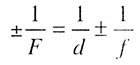 ± 1/F = 1/d ± 1/f